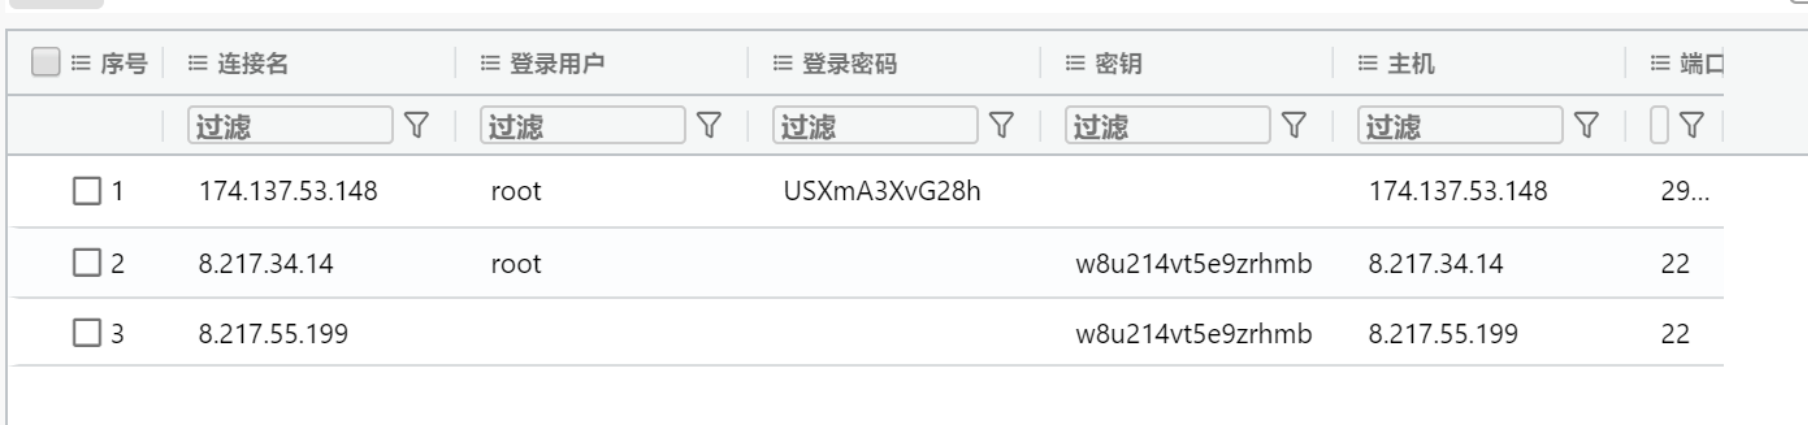 序号 连接名 登录用户 登录密码 密钥 主机 端口
过滤 过滤 过滤 过滤 过滤
1 174.137.53.148 root USXmA3XvG28h 174.137.53.148 29...
2 8.217.34.14 root w8u214vt5e9zrhmb 8.217.34.14 22
3 8.217.55.199 w8u214vt5e9zrhmb 8.217.55.199 22